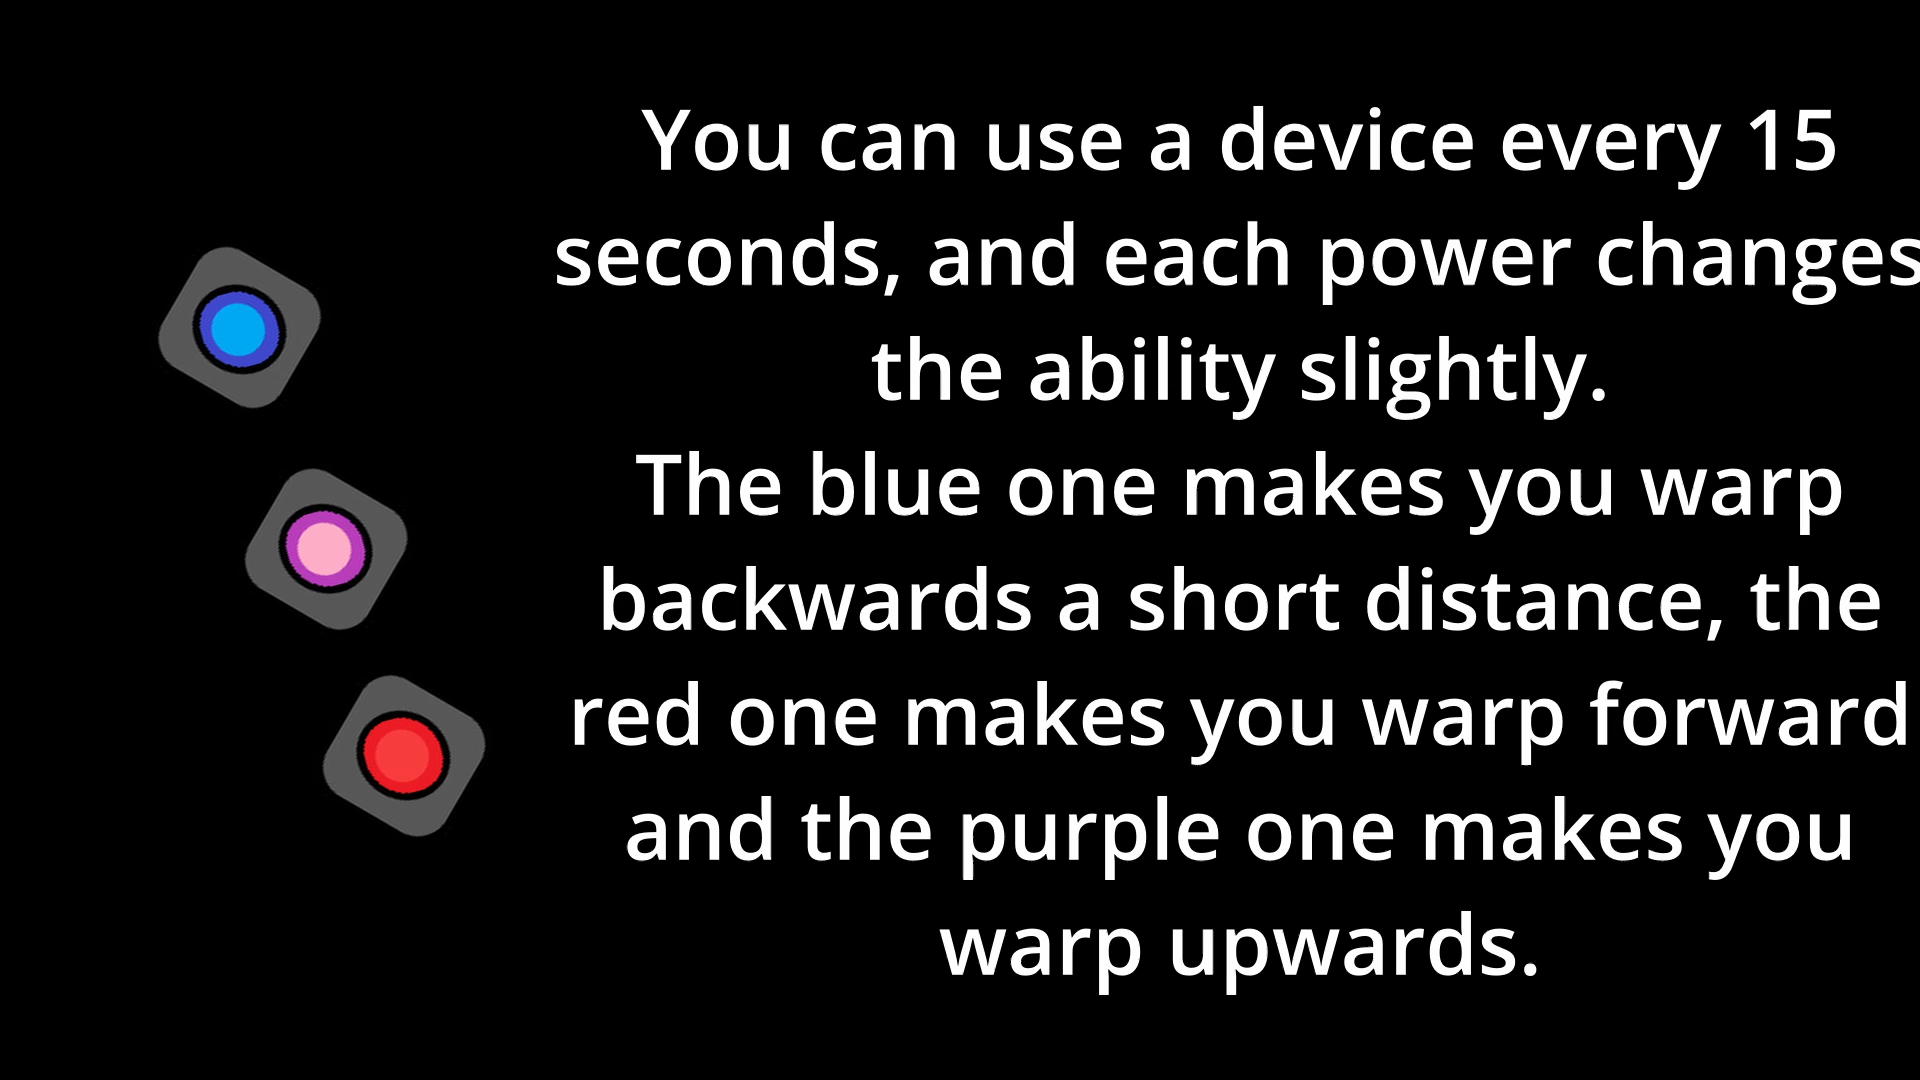 You can use a device every 15
seconds, and each power changes
the ability slightly.
The blue one makes you warp
backwards a short distance, the
red one makes you warp forward
and the purple one makes you
warp upwards.